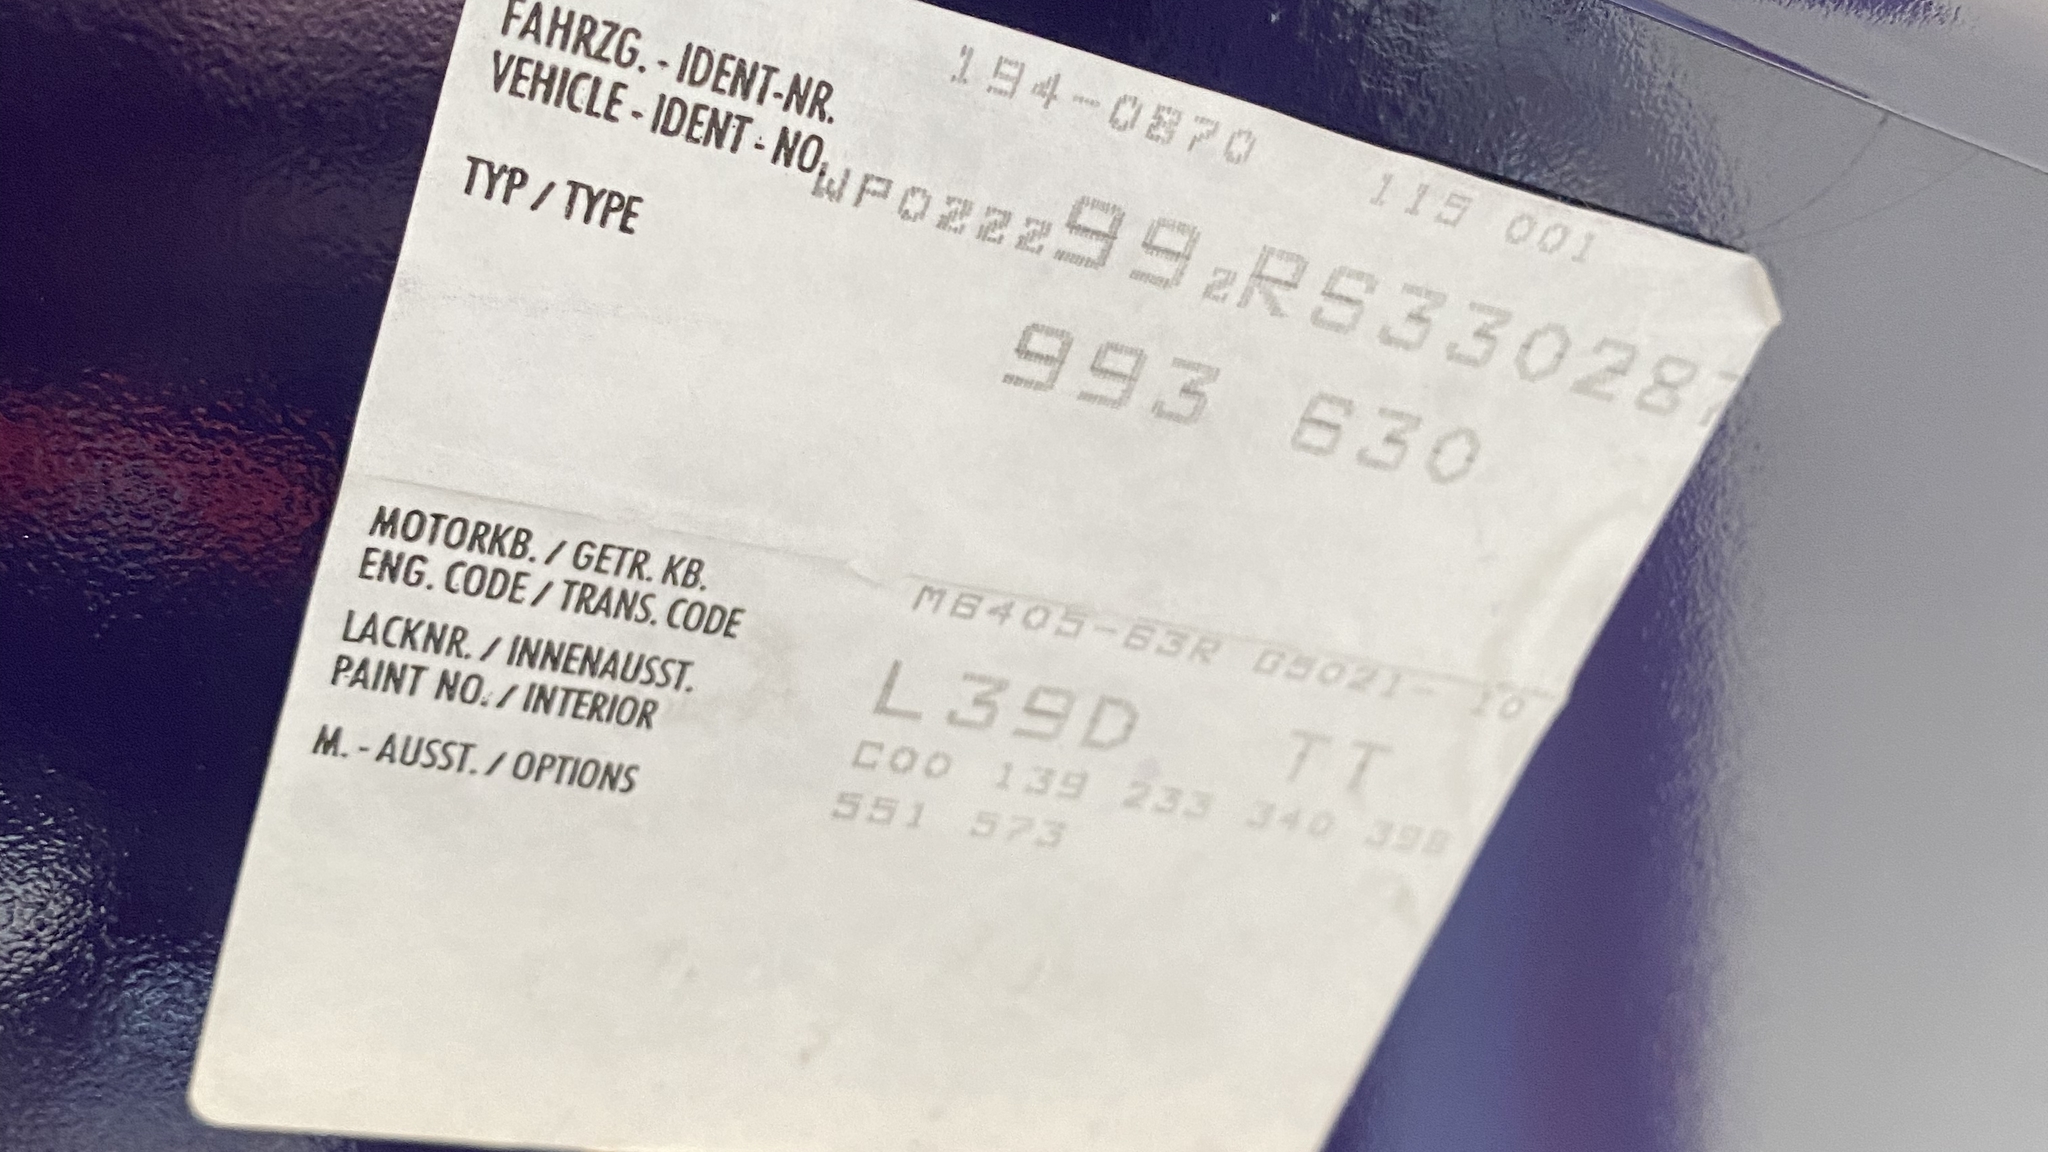 194-0870 115 001
FAHRZG. - IDENT-NR.
VEHICLE - IDENT - NO. WP0ZZZ99ZRS330287
TYP / TYPE 993 630
MOTORKB. / GETR. KB.
ENG. CODE / TRANS. CODE M6405-63R G5021- 10
LACKNR. / INNENAUSST.
PAINT NO. / INTERIOR L39D TT
M. - AUSST. / OPTIONS C00 139 233 340 398
551 573